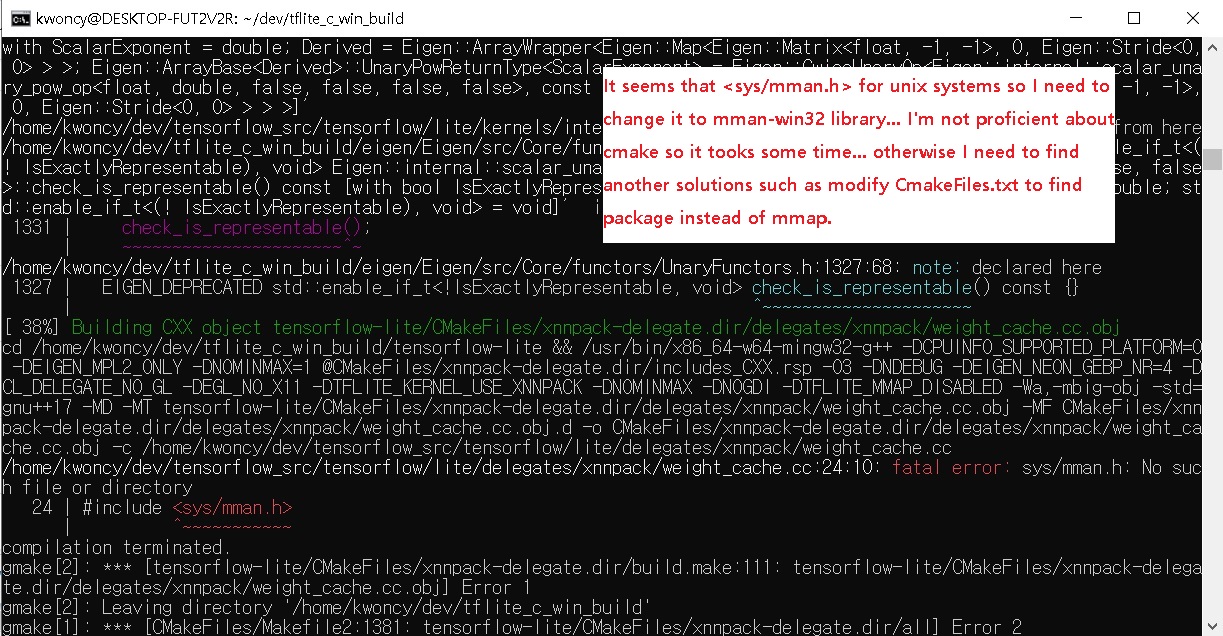 kwoncy@DESKTOP-FUT2V2R: ~/dev/tflite_c_win_build
with ScalarExponent = double; Derived = Eigen::ArrayWrapper<Eigen::Map<Eigen::Matrix<float, -1, -1>, 0, Eigen::Stride<0,
 0> > >; Eigen::ArrayBase<Derived>::UnaryPowReturnType<ScalarExponent> = Eigen::CwiseUnaryOp<Eigen::internal::scalar_una
ry_pow_op<float, double, false, false, false, false>, const -1, -1>,
 0, Eigen::Stride<0, 0> > > >]'
/home/kwoncy/dev/tensorflow_src/tensorflow/lite/kernels/inte from here
/home/kwoncy/dev/tflite_c_win_build/eigen/Eigen/src/Core/fun le_if_t<(
! IsExactlyRepresentable), void> Eigen::internal::scalar_una se, false
>::check_is_representable() const [with bool IsExactlyRepres ouble; st
d::enable_if_t<(! IsExactlyRepresentable), void> = void]' i
It seems that <sys/mman.h> for unix systems so I need to
change it to mman-win32 library... I'm not proficient about
cmake so it tooks some time... otherwise I need to find
another solutions such as modify CmakeFiles.txt to find
package instead of mmap.
 1331 |     check_is_representable();
      |     ~~~~~~~~~~~~~~~~~~~~~~^~
/home/kwoncy/dev/tflite_c_win_build/eigen/Eigen/src/Core/functors/UnaryFunctors.h:1327:68: note: declared here
 1327 |   EIGEN_DEPRECATED std::enable_if_t<!IsExactlyRepresentable, void> check_is_representable() const {}
      |                                                                    ^~~~~~~~~~~~~~~~~~~~~~
[ 38%] Building CXX object tensorflow-lite/CMakeFiles/xnnpack-delegate.dir/delegates/xnnpack/weight_cache.cc.obj
cd /home/kwoncy/dev/tflite_c_win_build/tensorflow-lite && /usr/bin/x86_64-w64-mingw32-g++ -DCPUINFO_SUPPORTED_PLATFORM=0
 -DEIGEN_MPL2_ONLY -DNOMINMAX=1 @CMakeFiles/xnnpack-delegate.dir/includes_CXX.rsp -O3 -DNDEBUG -DEIGEN_NEON_GEBP_NR=4 -D
CL_DELEGATE_NO_GL -DEGL_NO_X11 -DTFLITE_KERNEL_USE_XNNPACK -DNOMINMAX -DNOGDI -DTFLITE_MMAP_DISABLED -Wa,-mbig-obj -std=
gnu++17 -MD -MT tensorflow-lite/CMakeFiles/xnnpack-delegate.dir/delegates/xnnpack/weight_cache.cc.obj -MF CMakeFiles/xnn
pack-delegate.dir/delegates/xnnpack/weight_cache.cc.obj.d -o CMakeFiles/xnnpack-delegate.dir/delegates/xnnpack/weight_ca
che.cc.obj -c /home/kwoncy/dev/tensorflow_src/tensorflow/lite/delegates/xnnpack/weight_cache.cc
/home/kwoncy/dev/tensorflow_src/tensorflow/lite/delegates/xnnpack/weight_cache.cc:24:10: fatal error: sys/mman.h: No suc
h file or directory
   24 | #include <sys/mman.h>
      |          ^~~~~~~~~~~~
compilation terminated.
gmake[2]: *** [tensorflow-lite/CMakeFiles/xnnpack-delegate.dir/build.make:111: tensorflow-lite/CMakeFiles/xnnpack-delega
te.dir/delegates/xnnpack/weight_cache.cc.obj] Error 1
gmake[2]: Leaving directory '/home/kwoncy/dev/tflite_c_win_build'
gmake[1]: *** [CMakeFiles/Makefile2:1381: tensorflow-lite/CMakeFiles/xnnpack-delegate.dir/all] Error 2